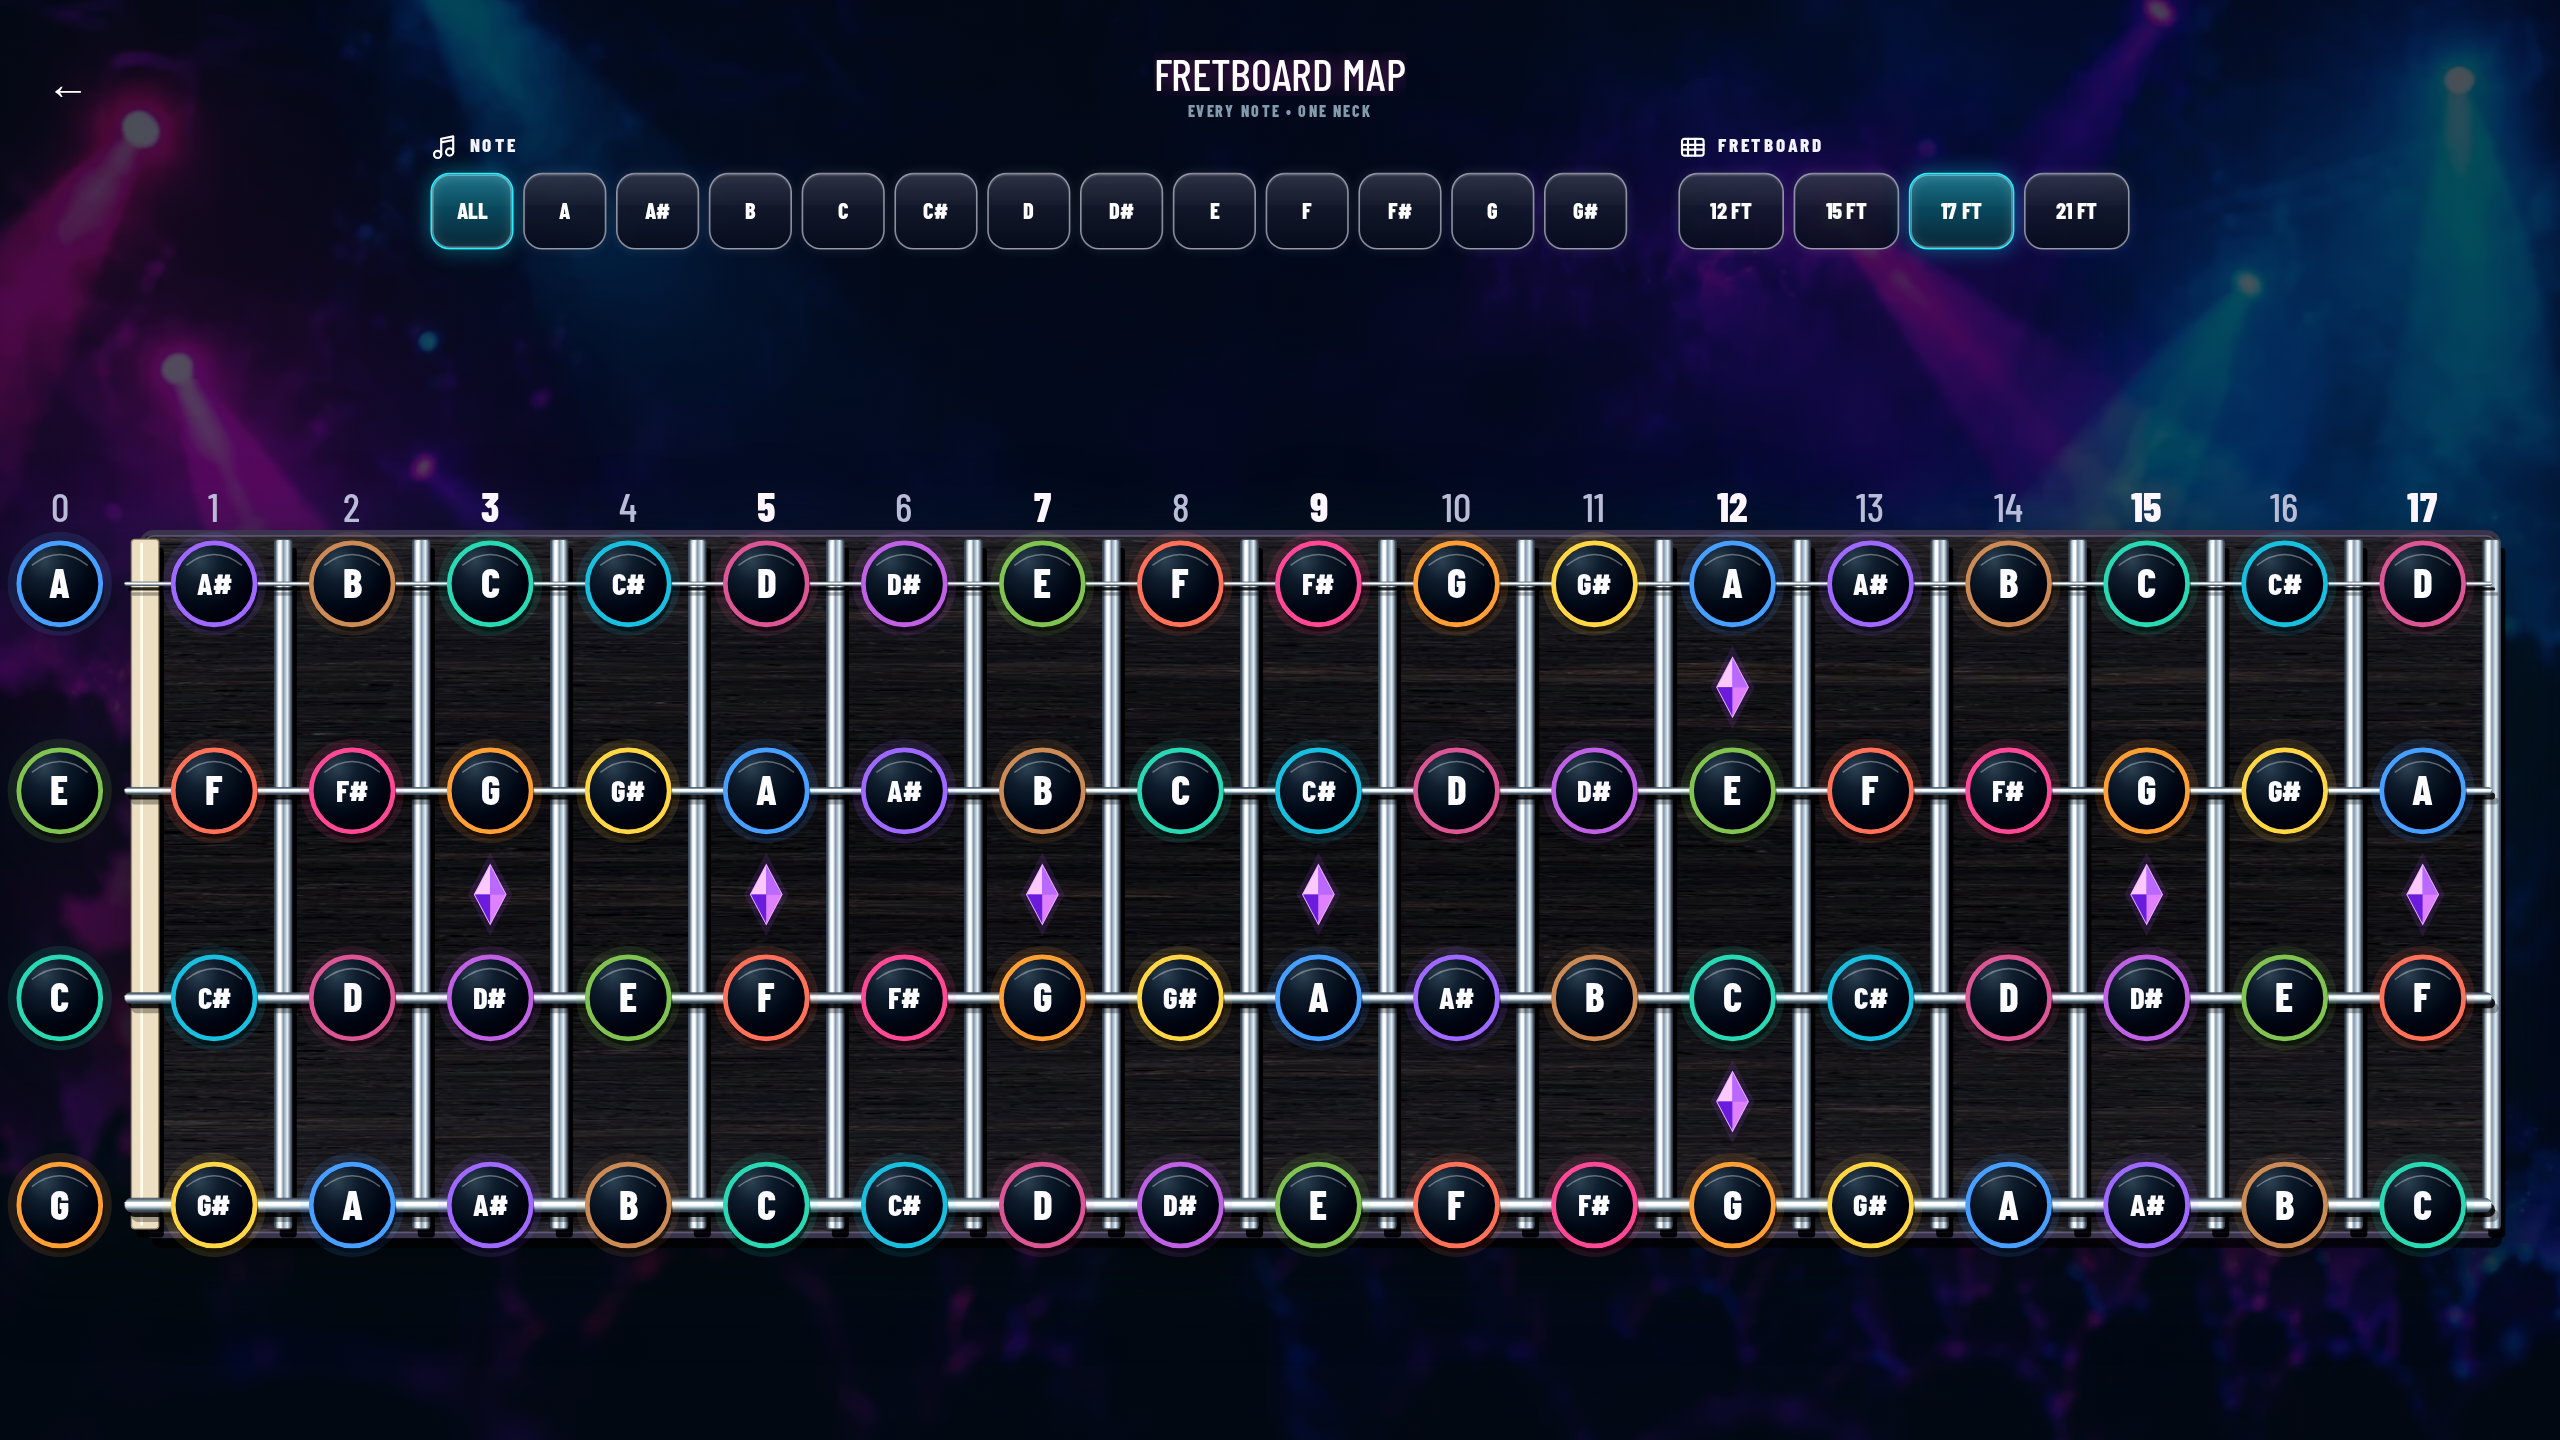 ←
FRETBOARD MAP
EVERY NOTE • ONE NECK
NOTE
ALL A A# B C C# D D# E F F# G G#
FRETBOARD
12 FT 15 FT 17 FT 21 FT
0 1 2 3 4 5 6 7 8 9 10 11 12 13 14 15 16 17
A A# B C C# D D# E F F# G G# A A# B C C# D
E F F# G G# A A# B C C# D D# E F F# G G# A
C C# D D# E F F# G G# A A# B C C# D D# E F
G G# A A# B C C# D D# E F F# G G# A A# B C